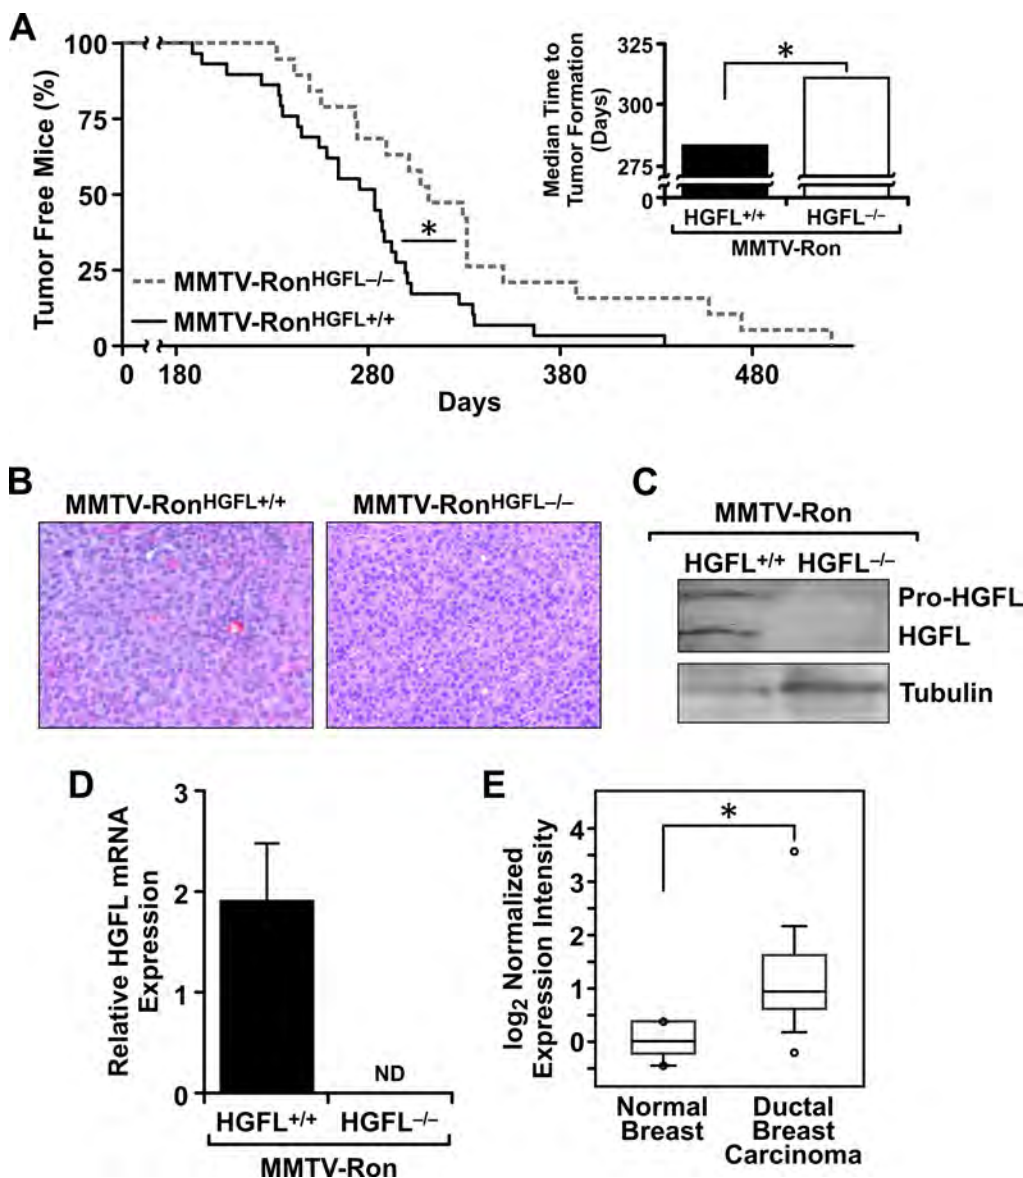 A
Tumor Free Mice (%)
100
75
50
25
0
0 180 280 380 480
Days
*
MMTV-Ron^HGFL–/–
MMTV-Ron^HGFL+/+
Median Time to
Tumor Formation
(Days)
325
300
275
0
*
HGFL+/+ HGFL–/–
MMTV-Ron
B
MMTV-Ron^HGFL+/+ MMTV-Ron^HGFL–/–
C
MMTV-Ron
HGFL+/+ HGFL–/–
Pro-HGFL
HGFL
Tubulin
D
Relative HGFL mRNA
Expression
3
2
1
0
ND
HGFL+/+ HGFL–/–
MMTV-Ron
E
log2 Normalized
Expression Intensity
4
3
2
1
0
*
Normal
Breast
Ductal
Breast
Carcinoma